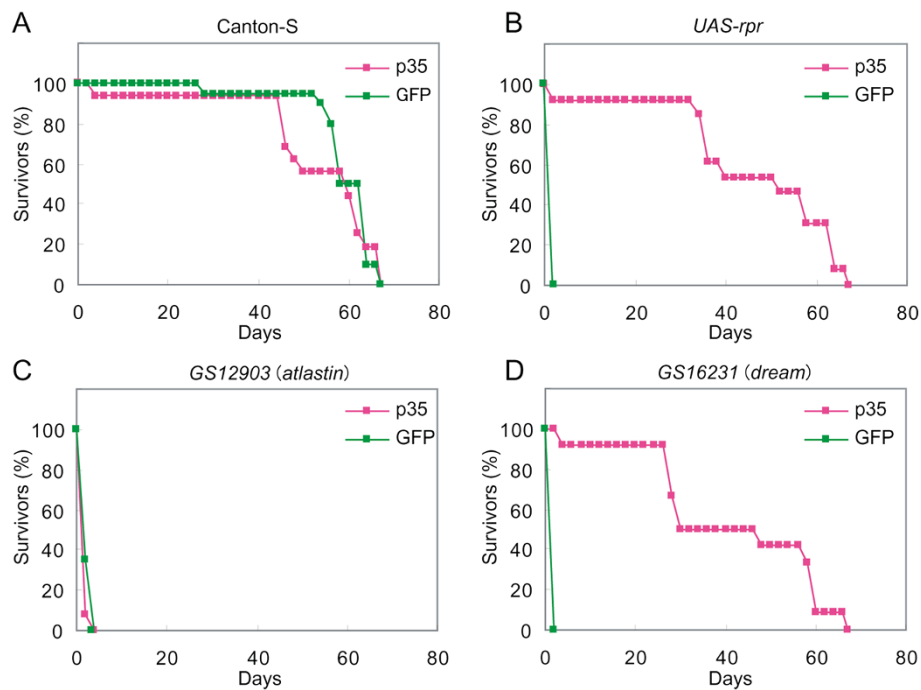 A
Canton-S
p35
GFP
100
80
60
40
20
0
Survivors (%)
0 20 40 60 80
Days
B
UAS-rpr
p35
GFP
100
80
60
40
20
0
Survivors (%)
0 20 40 60 80
Days
C
GS12903 (atlastin)
p35
GFP
100
80
60
40
20
0
Survivors (%)
0 20 40 60 80
Days
D
GS16231 (dream)
p35
GFP
100
80
60
40
20
0
Survivors (%)
0 20 40 60 80
Days